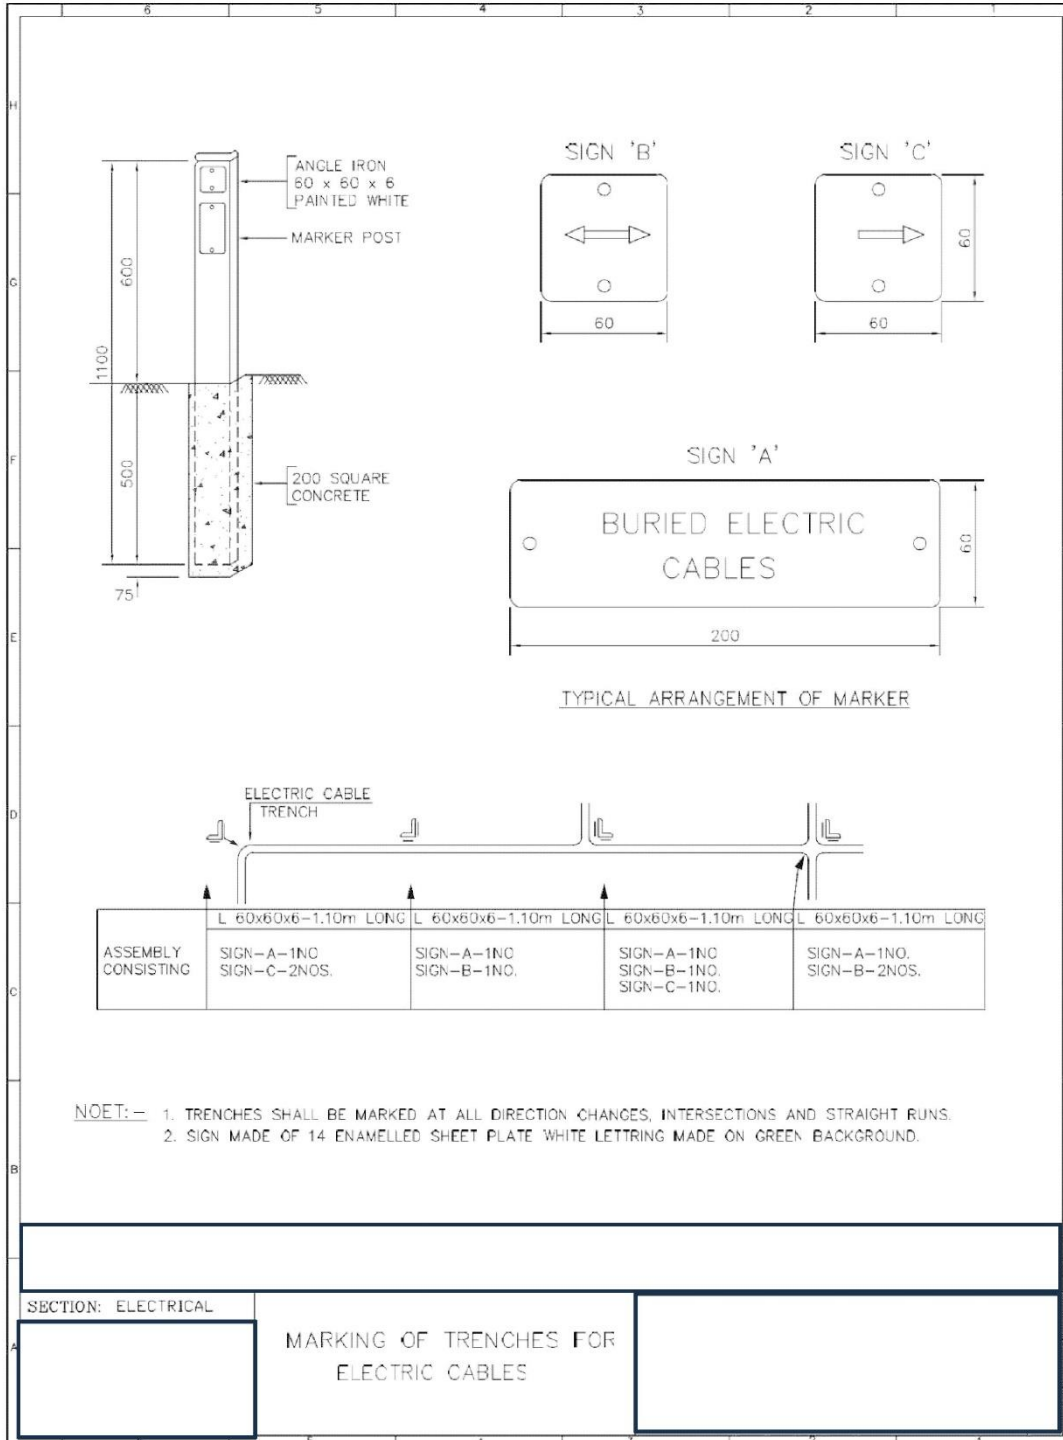 6 5 4 3 2 1
H
G
F
E
D
C
B
A
ANGLE IRON
60 x 60 x 6
PAINTED WHITE
MARKER POST
600
1100
500
75
200 SQUARE
CONCRETE
SIGN 'B'
60
SIGN 'C'
60
60
SIGN 'A'
BURIED ELECTRIC
CABLES
60
200
TYPICAL ARRANGEMENT OF MARKER
ELECTRIC CABLE
TRENCH
L 60x60x6-1.10m LONG L 60x60x6-1.10m LONG L 60x60x6-1.10m LONG L 60x60x6-1.10m LONG
ASSEMBLY
CONSISTING
SIGN-A-1NO
SIGN-C-2NOS.
SIGN-A-1NO
SIGN-B-1NO.
SIGN-A-1NO
SIGN-B-1NO.
SIGN-C-1NO.
SIGN-A-1NO.
SIGN-B-2NOS.
NOET:- 1. TRENCHES SHALL BE MARKED AT ALL DIRECTION CHANGES, INTERSECTIONS AND STRAIGHT RUNS.
2. SIGN MADE OF 14 ENAMELLED SHEET PLATE WHITE LETTRING MADE ON GREEN BACKGROUND.
SECTION: ELECTRICAL
MARKING OF TRENCHES FOR
ELECTRIC CABLES